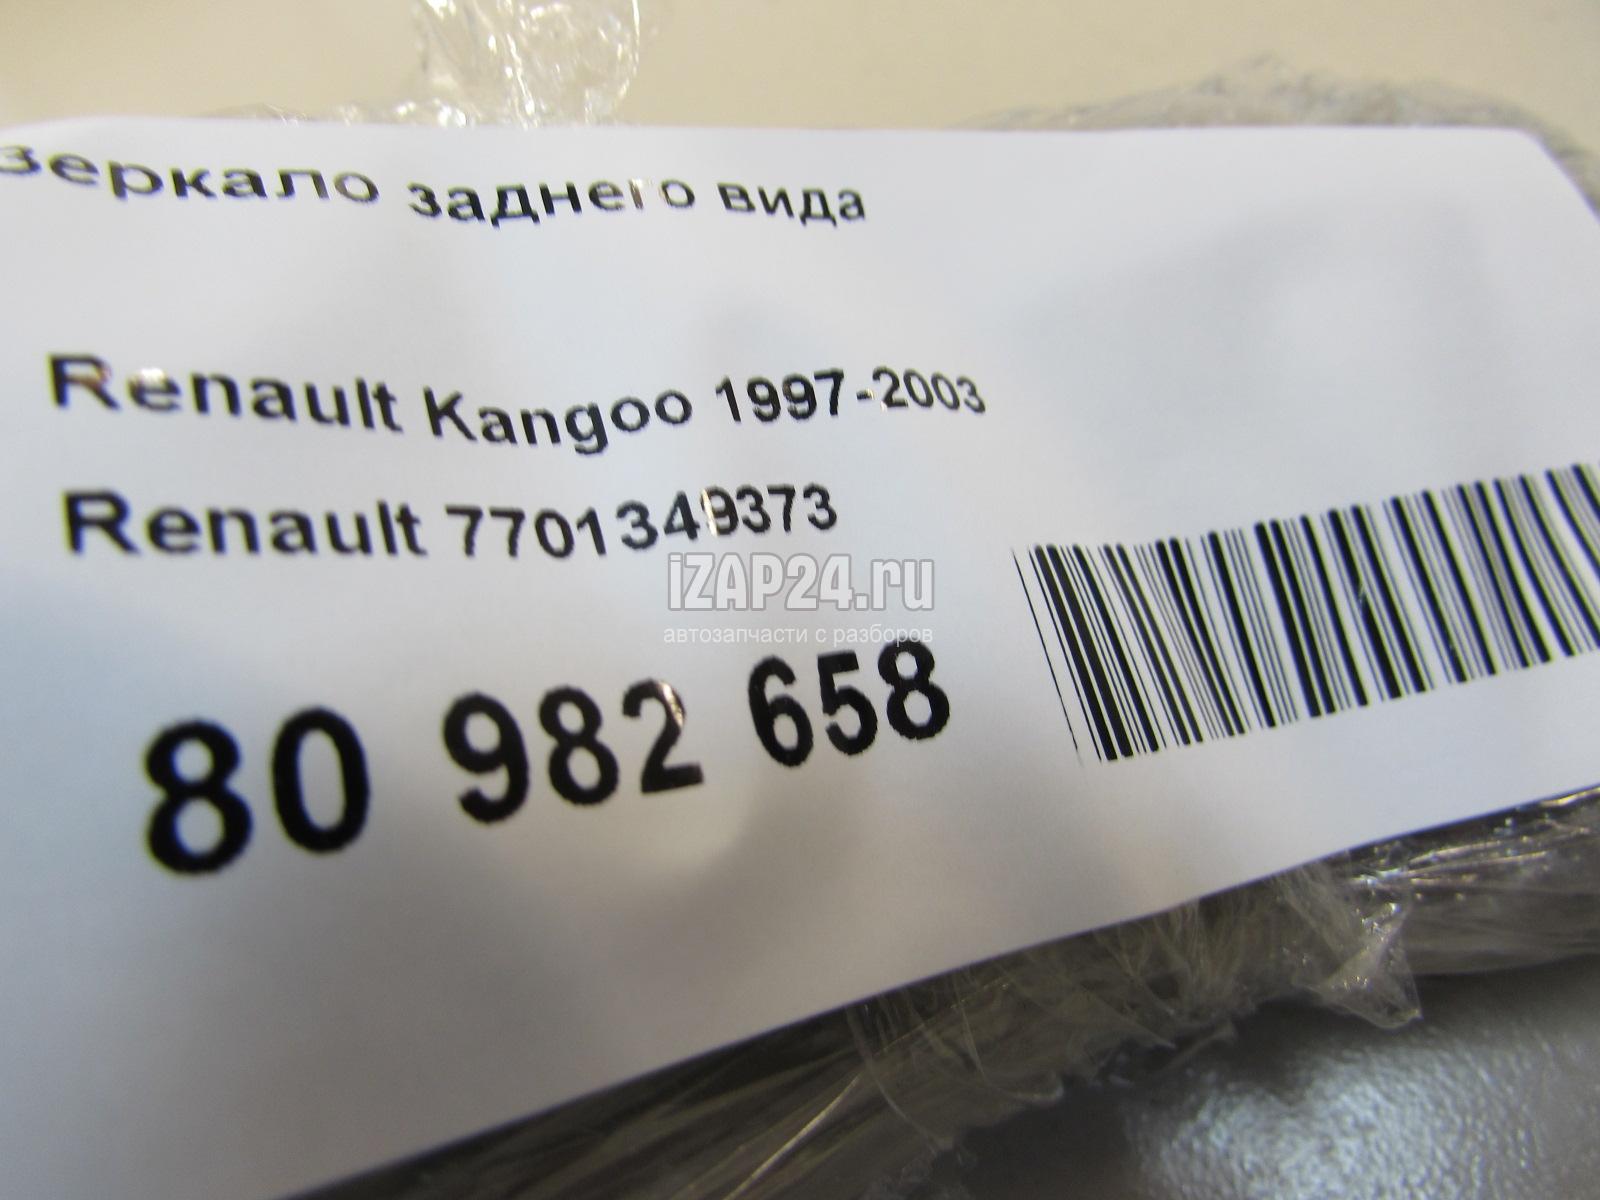 зеркало заднего вида
Renault Kangoo 1997-2003
Renault 7701349373
iZAP24.ru
автозапчасти с разборов
80 982 658